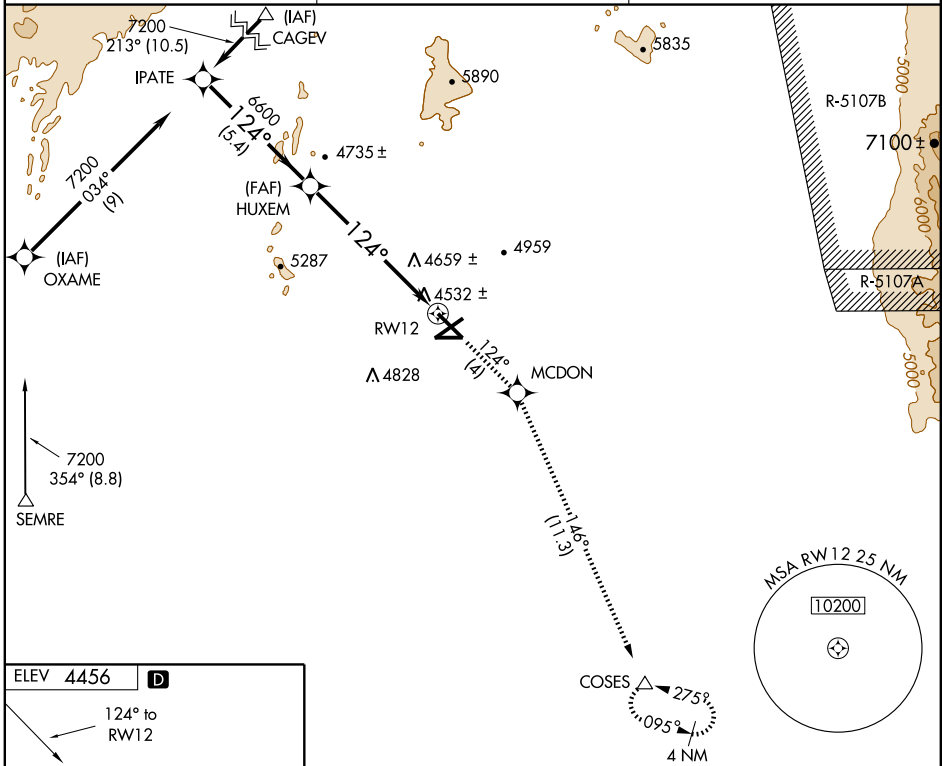 7200
213° (10.5)
(IAF)
CAGEV
IPATE
5835
5890
5000
R-5107B
7100 ±
6600
124°
(5.4)
4735 ±
7200
034°
(9)
(FAF)
HUXEM
6000
(IAF)
OXAME
124°
5287
4659 ±
4959
4532 ±
R-5107A
RW12
124°
(4)
MCDON
4828
5000
7200
354° (8.8)
SEMRE
146°
(11.3)
MSA RW12 25 NM
10200
COSES
275°
095°
4 NM
ELEV 4456 D
124° to
RW12